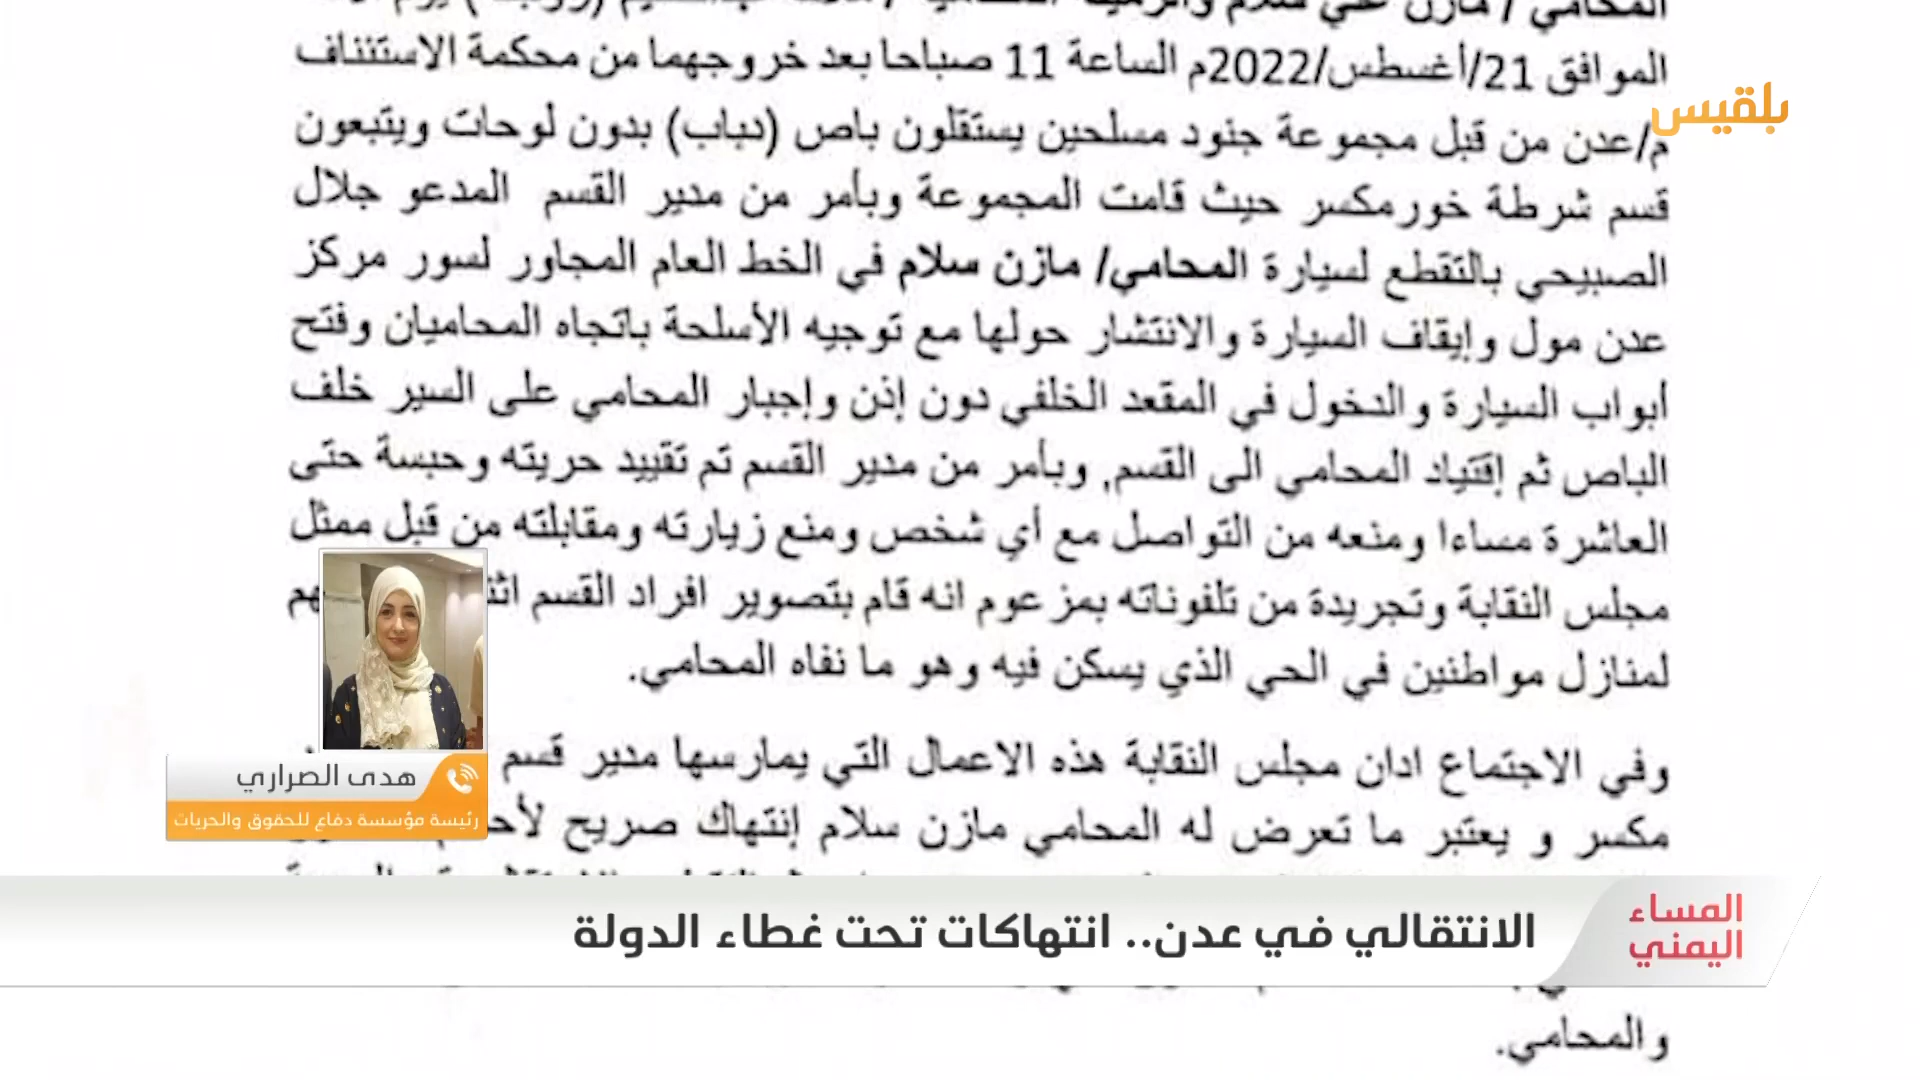 المحامي / مازن علي سلام
الموافق 21/أغسطس/2022م الساعة 11 صباحا بعد خروجهما من محكمة الاستئناف
م/عدن من قبل مجموعة جنود مسلحين يستقلون باص (دباب) بدون لوحات ويتبعون
قسم شرطة خورمكسر حيث قامت المجموعة وبأمر من مدير القسم المدعو جلال
الصبيحي بالتقطع لسيارة المحامي/ مازن سلام في الخط العام المجاور لسور مركز
عدن مول وإيقاف السيارة والانتشار حولها مع توجيه الأسلحة باتجاه المحاميان وفتح
أبواب السيارة والدخول في المقعد الخلفي دون إذن وإجبار المحامي على السير خلف
الباص ثم إقتياد المحامي الى القسم, وبأمر من مدير القسم تم تقييد حريته وحبسة حتى
العاشرة مساءا ومنعه من التواصل مع أي شخص ومنع زيارته ومقابلته من قبل ممثل
مجلس النقابة وتجريدة من تلفوناته بمزعوم انه قام بتصوير افراد القسم
لمنازل مواطنين في الحي الذي يسكن فيه وهو ما نفاه المحامي.
وفي الاجتماع ادان مجلس النقابة هذه الاعمال التي يمارسها مدير قسم
مكسر و يعتبر ما تعرض له المحامي مازن سلام إنتهاك صريح
والمحامي.
بلقيس
هدى الصراري
رئيسة مؤسسة دفاع للحقوق والحريات
المساء
اليمني
الانتقالي في عدن.. انتهاكات تحت غطاء الدولة